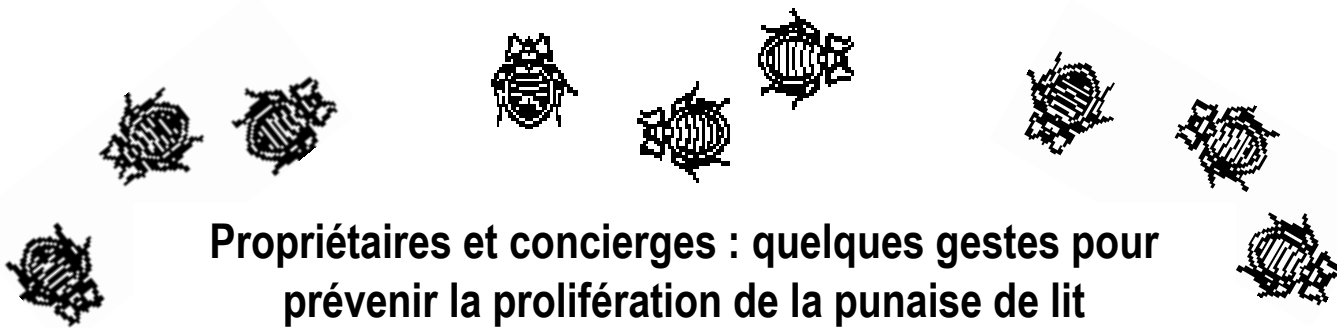 Propriétaires et concierges : quelques gestes pour
prévenir la prolifération de la punaise de lit